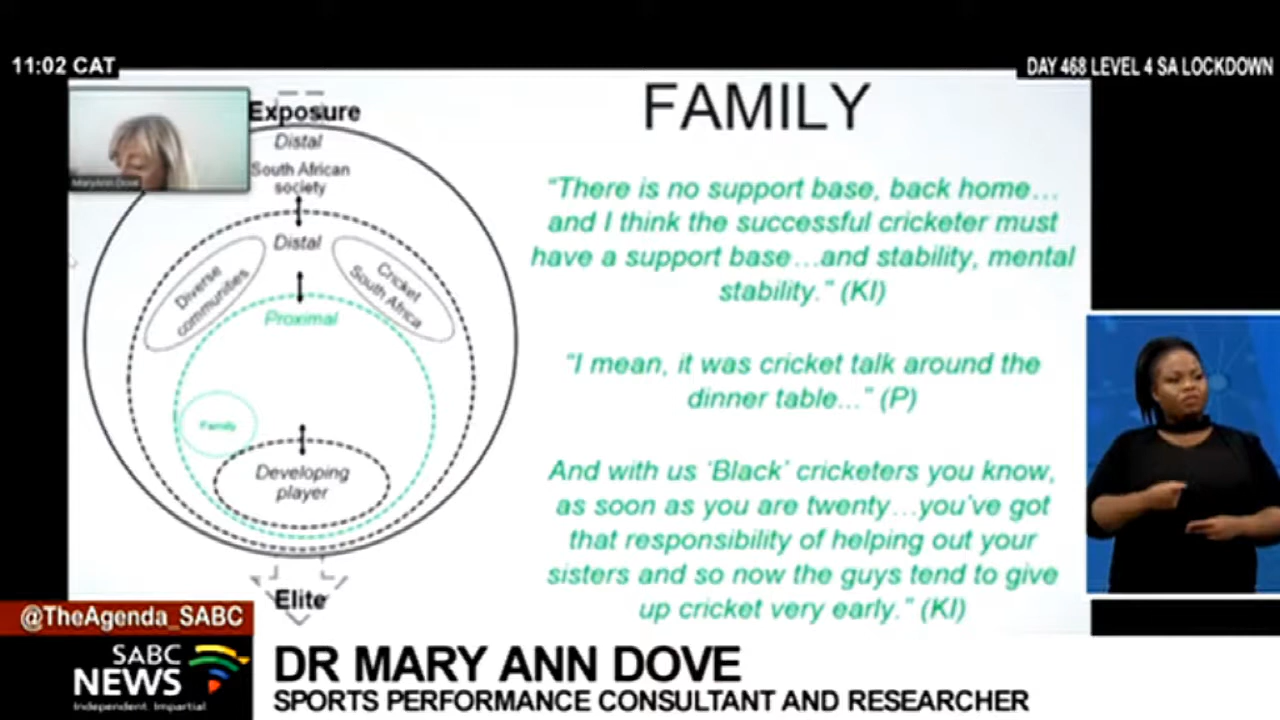 11:02 CAT
DAY 468 LEVEL 4 SA LOCKDOWN
MaryAnn Dove
Exposure
Distal
South African
society
Distal
Diverse
communities
Cricket
South Africa
Proximal
Family
Developing
player
Elite
FAMILY
“There is no support base, back home…
and I think the successful cricketer must
have a support base…and stability, mental
stability.” (KI)
“I mean, it was cricket talk around the
dinner table…” (P)
And with us ‘Black’ cricketers you know,
as soon as you are twenty…you’ve got
that responsibility of helping out your
sisters and so now the guys tend to give
up cricket very early.” (KI)
@TheAgenda_SABC
SABC
NEWS
Independent. Impartial
DR MARY ANN DOVE
SPORTS PERFORMANCE CONSULTANT AND RESEARCHER